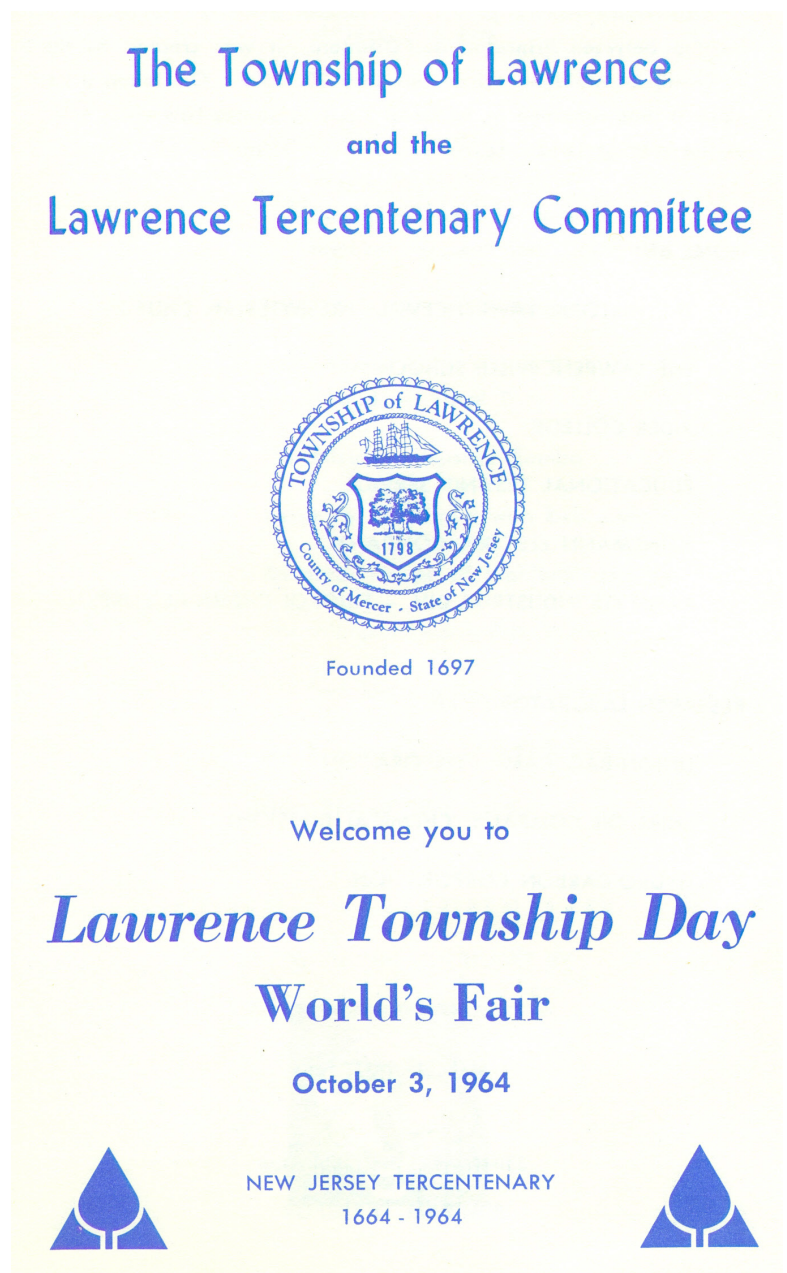 The Township of Lawrence
and the
Lawrence Tercentenary Committee
TOWNSHIP of LAWRENCE
INC
1798
County of Mercer - State of New Jersey
Founded 1697
Welcome you to
Lawrence Township Day
World's Fair
October 3, 1964
NEW JERSEY TERCENTENARY
1664 - 1964